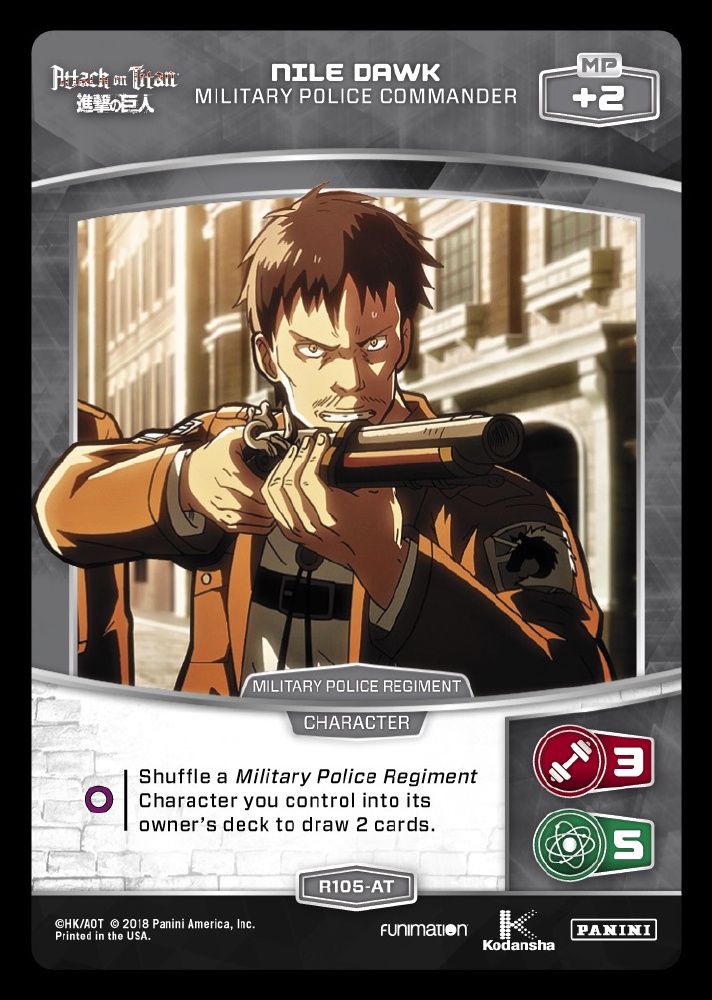 Attack on Titan
進撃の巨人
NILE DAWK
MILITARY POLICE COMMANDER
MP
+2
MILITARY POLICE REGIMENT
CHARACTER
Shuffle a Military Police Regiment
Character you control into its
owner's deck to draw 2 cards.
3
5
R105-AT
©HK/AOT © 2018 Panini America, Inc.
Printed in the USA.
FUNIMATION
Kodansha
PANINI